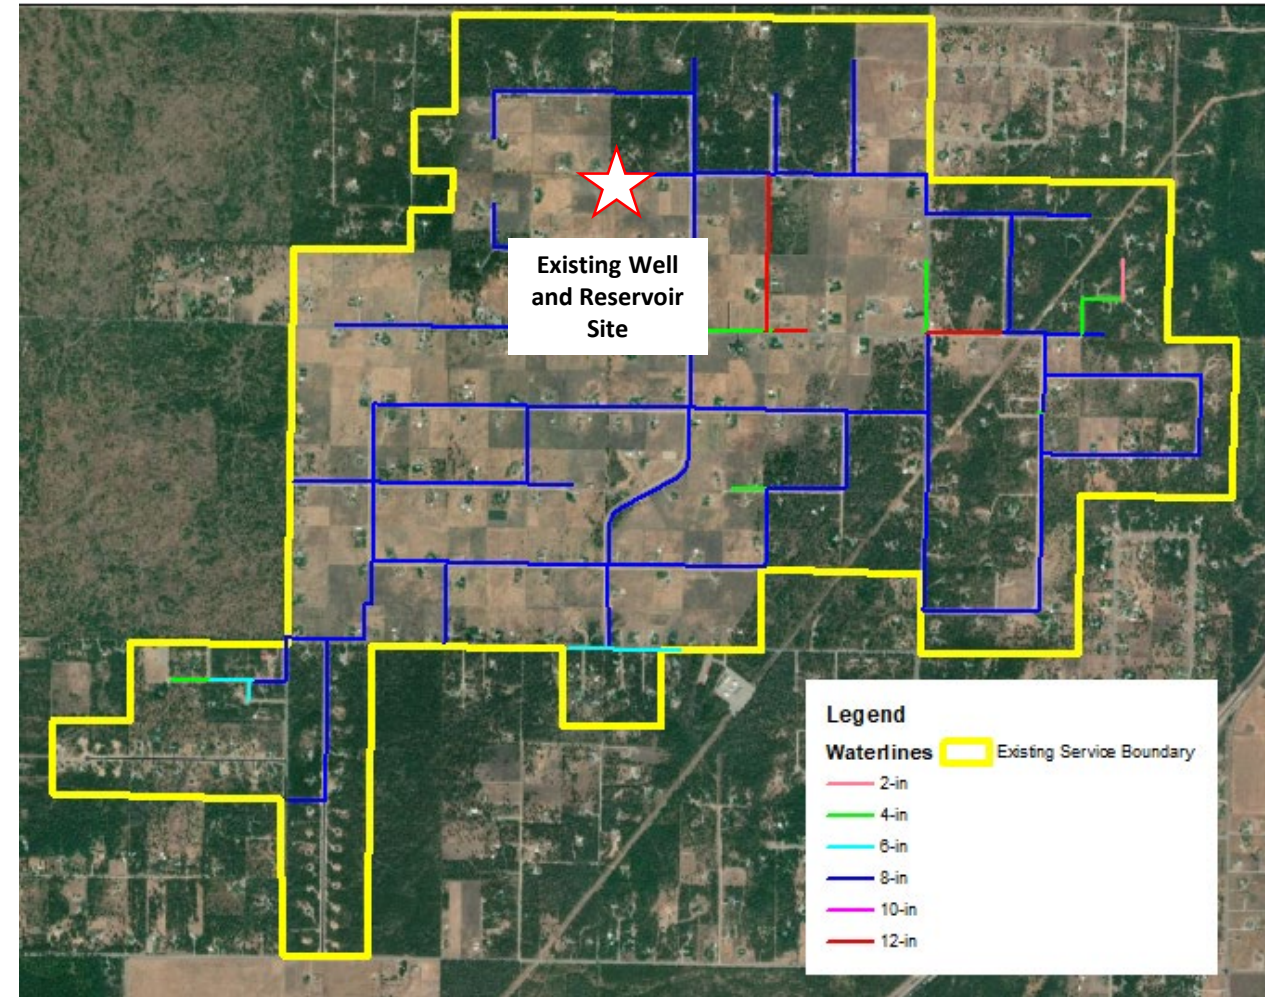 Existing Well
and Reservoir
Site
Legend
Waterlines
Existing Service Boundary
2-in
4-in
6-in
8-in
10-in
12-in